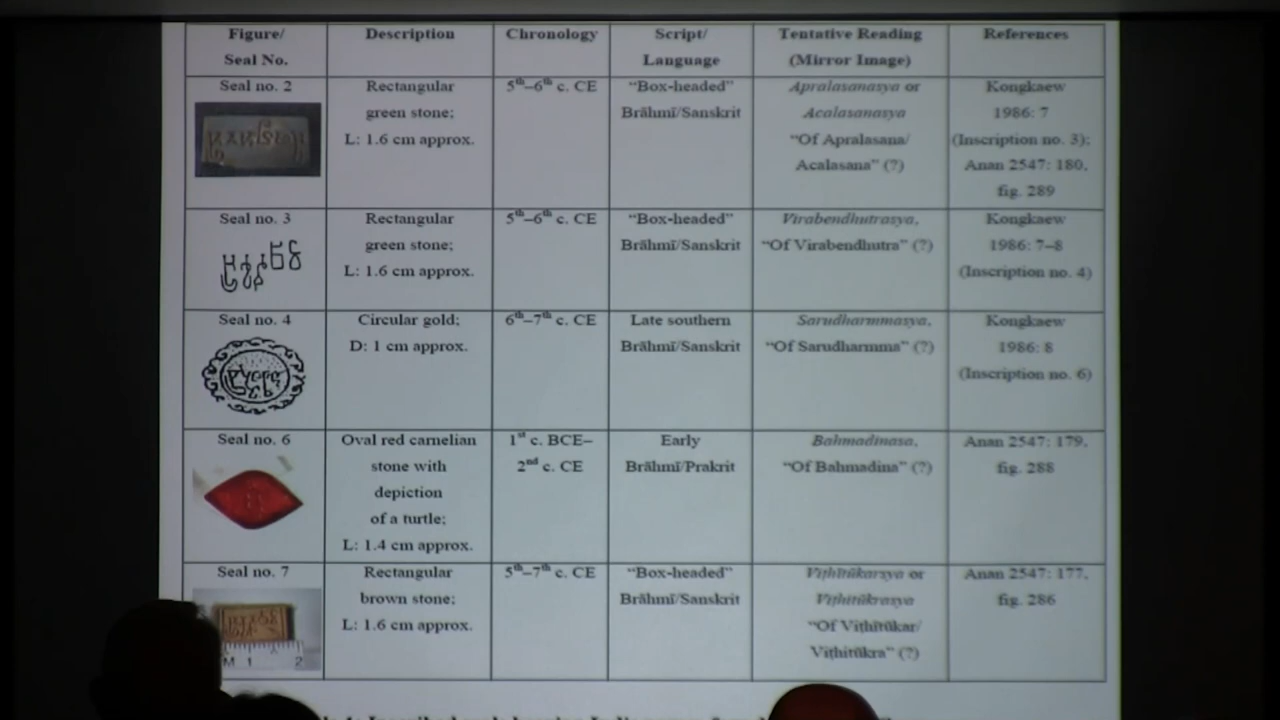 Figure/ Seal No.
Description
Chronology
Script/ Language
Tentative Reading (Mirror Image)
References
Seal no. 2
Rectangular
green stone;
L: 1.6 cm approx.
5th–6th c. CE
“Box-headed”
Brāhmī/Sanskrit
Apralasanasya or
Acalasanasya
“Of Apralasana/
Acalasana” (?)
Kongkaew
1986: 7
(Inscription no. 3);
Anan 2547: 180,
fig. 289
Seal no. 3
Rectangular
green stone;
L: 1.6 cm approx.
5th–6th c. CE
“Box-headed”
Brāhmī/Sanskrit
Virabendhutrasya,
“Of Virabendhutra” (?)
Kongkaew
1986: 7–8
(Inscription no. 4)
Seal no. 4
Circular gold;
D: 1 cm approx.
6th–7th c. CE
Late southern
Brāhmī/Sanskrit
Sarudharmmasya,
“Of Sarudharmma” (?)
Kongkaew
1986: 8
(Inscription no. 6)
Seal no. 6
Oval red carnelian
stone with
depiction
of a turtle;
L: 1.4 cm approx.
1st c. BCE–
2nd c. CE
Early
Brāhmī/Prakrit
Bahmadinasa,
“Of Bahmadina” (?)
Anan 2547: 179,
fig. 288
Seal no. 7
M 1 2
Rectangular
brown stone;
L: 1.6 cm approx.
5th–7th c. CE
“Box-headed”
Brāhmī/Sanskrit
Viṭhītūkarsya or
Viṭhitūkrasya
“Of Viṭhītūkar/
Viṭhitūkra” (?)
Anan 2547: 177,
fig. 286